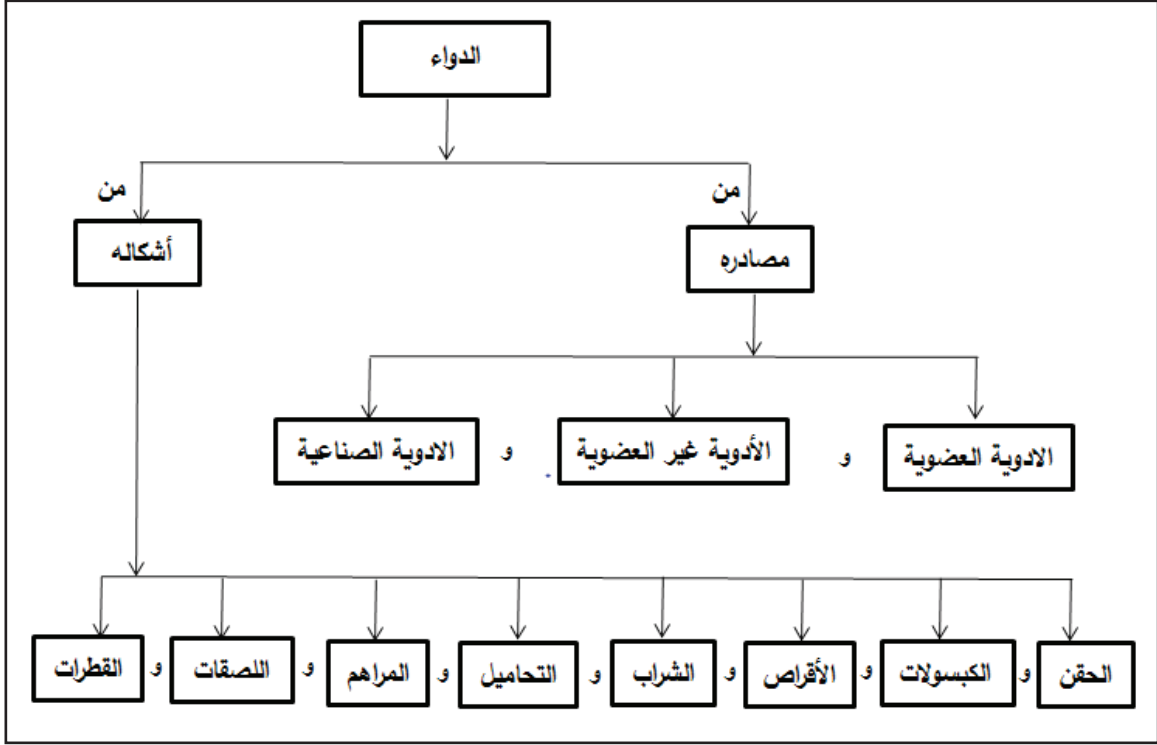 الدواء
من
من
مصادره
أشكاله
الادوية العضوية و الأدوية غير العضوية و الادوية الصناعية
الحقن و الكبسولات و الأقراص و الشراب و التحاميل و المراهم و اللصقات و القطرات